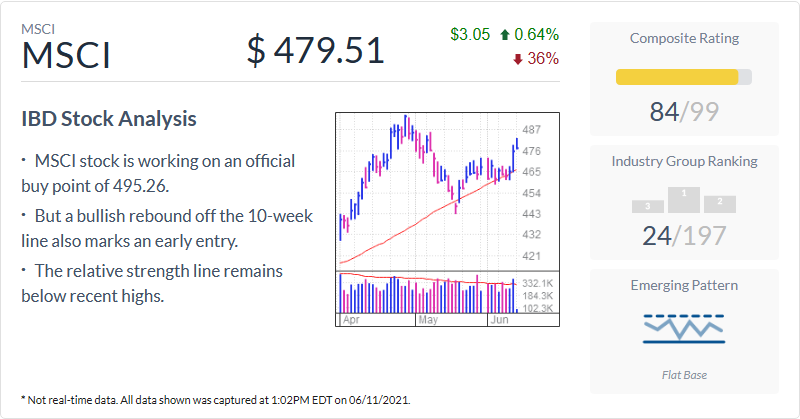 MSCI
MSCI
$ 479.51
$3.05 0.64%
36%
IBD Stock Analysis
· MSCI stock is working on an official
buy point of 495.26.
· But a bullish rebound off the 10-week
line also marks an early entry.
· The relative strength line remains
below recent highs.
487
476
465
454
443
432
421
332.1K
184.3K
102.3K
Apr May Jun
Composite Rating
84/99
Industry Group Ranking
3 1 2
24/197
Emerging Pattern
Flat Base
* Not real-time data. All data shown was captured at 1:02PM EDT on 06/11/2021.